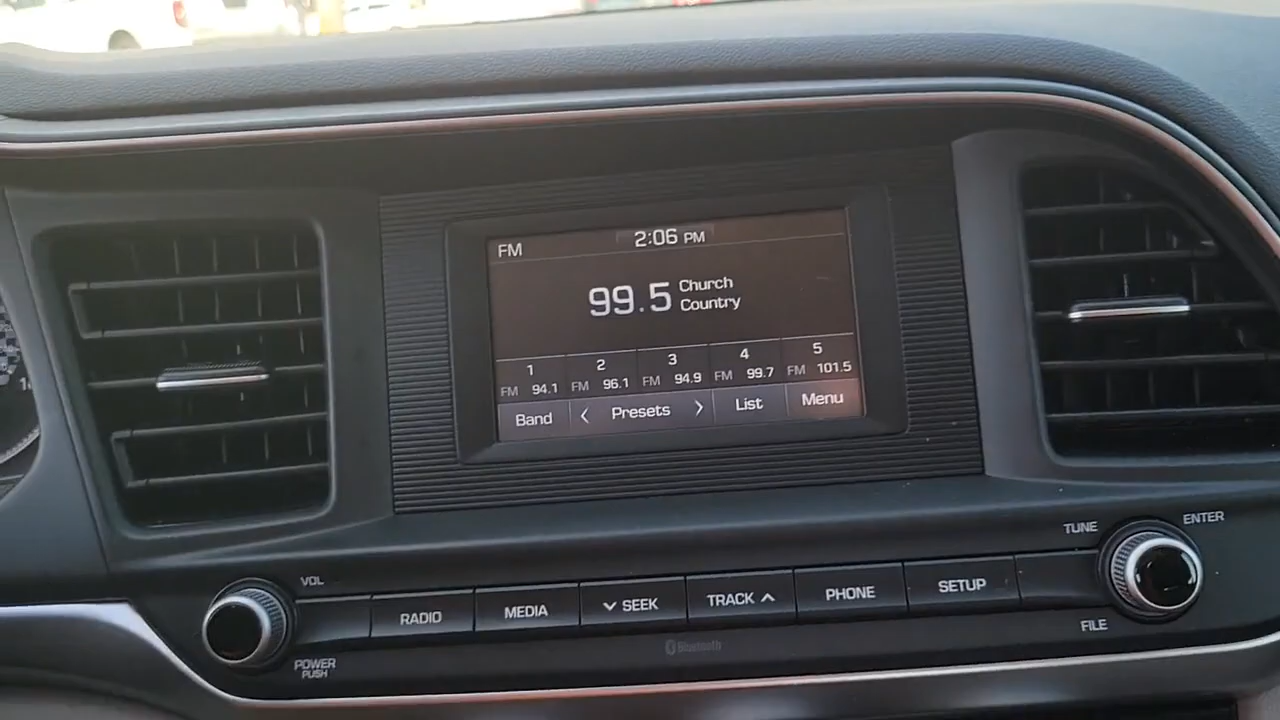 FM 2:06 PM
99.5 Church
Country
1 2 3 4 5
FM 94.1 FM 96.1 FM 94.9 FM 99.7 FM 101.5
Band < Presets > List Menu
VOL
POWER
PUSH
RADIO MEDIA SEEK TRACK PHONE SETUP
TUNE ENTER
FILE
Bluetooth